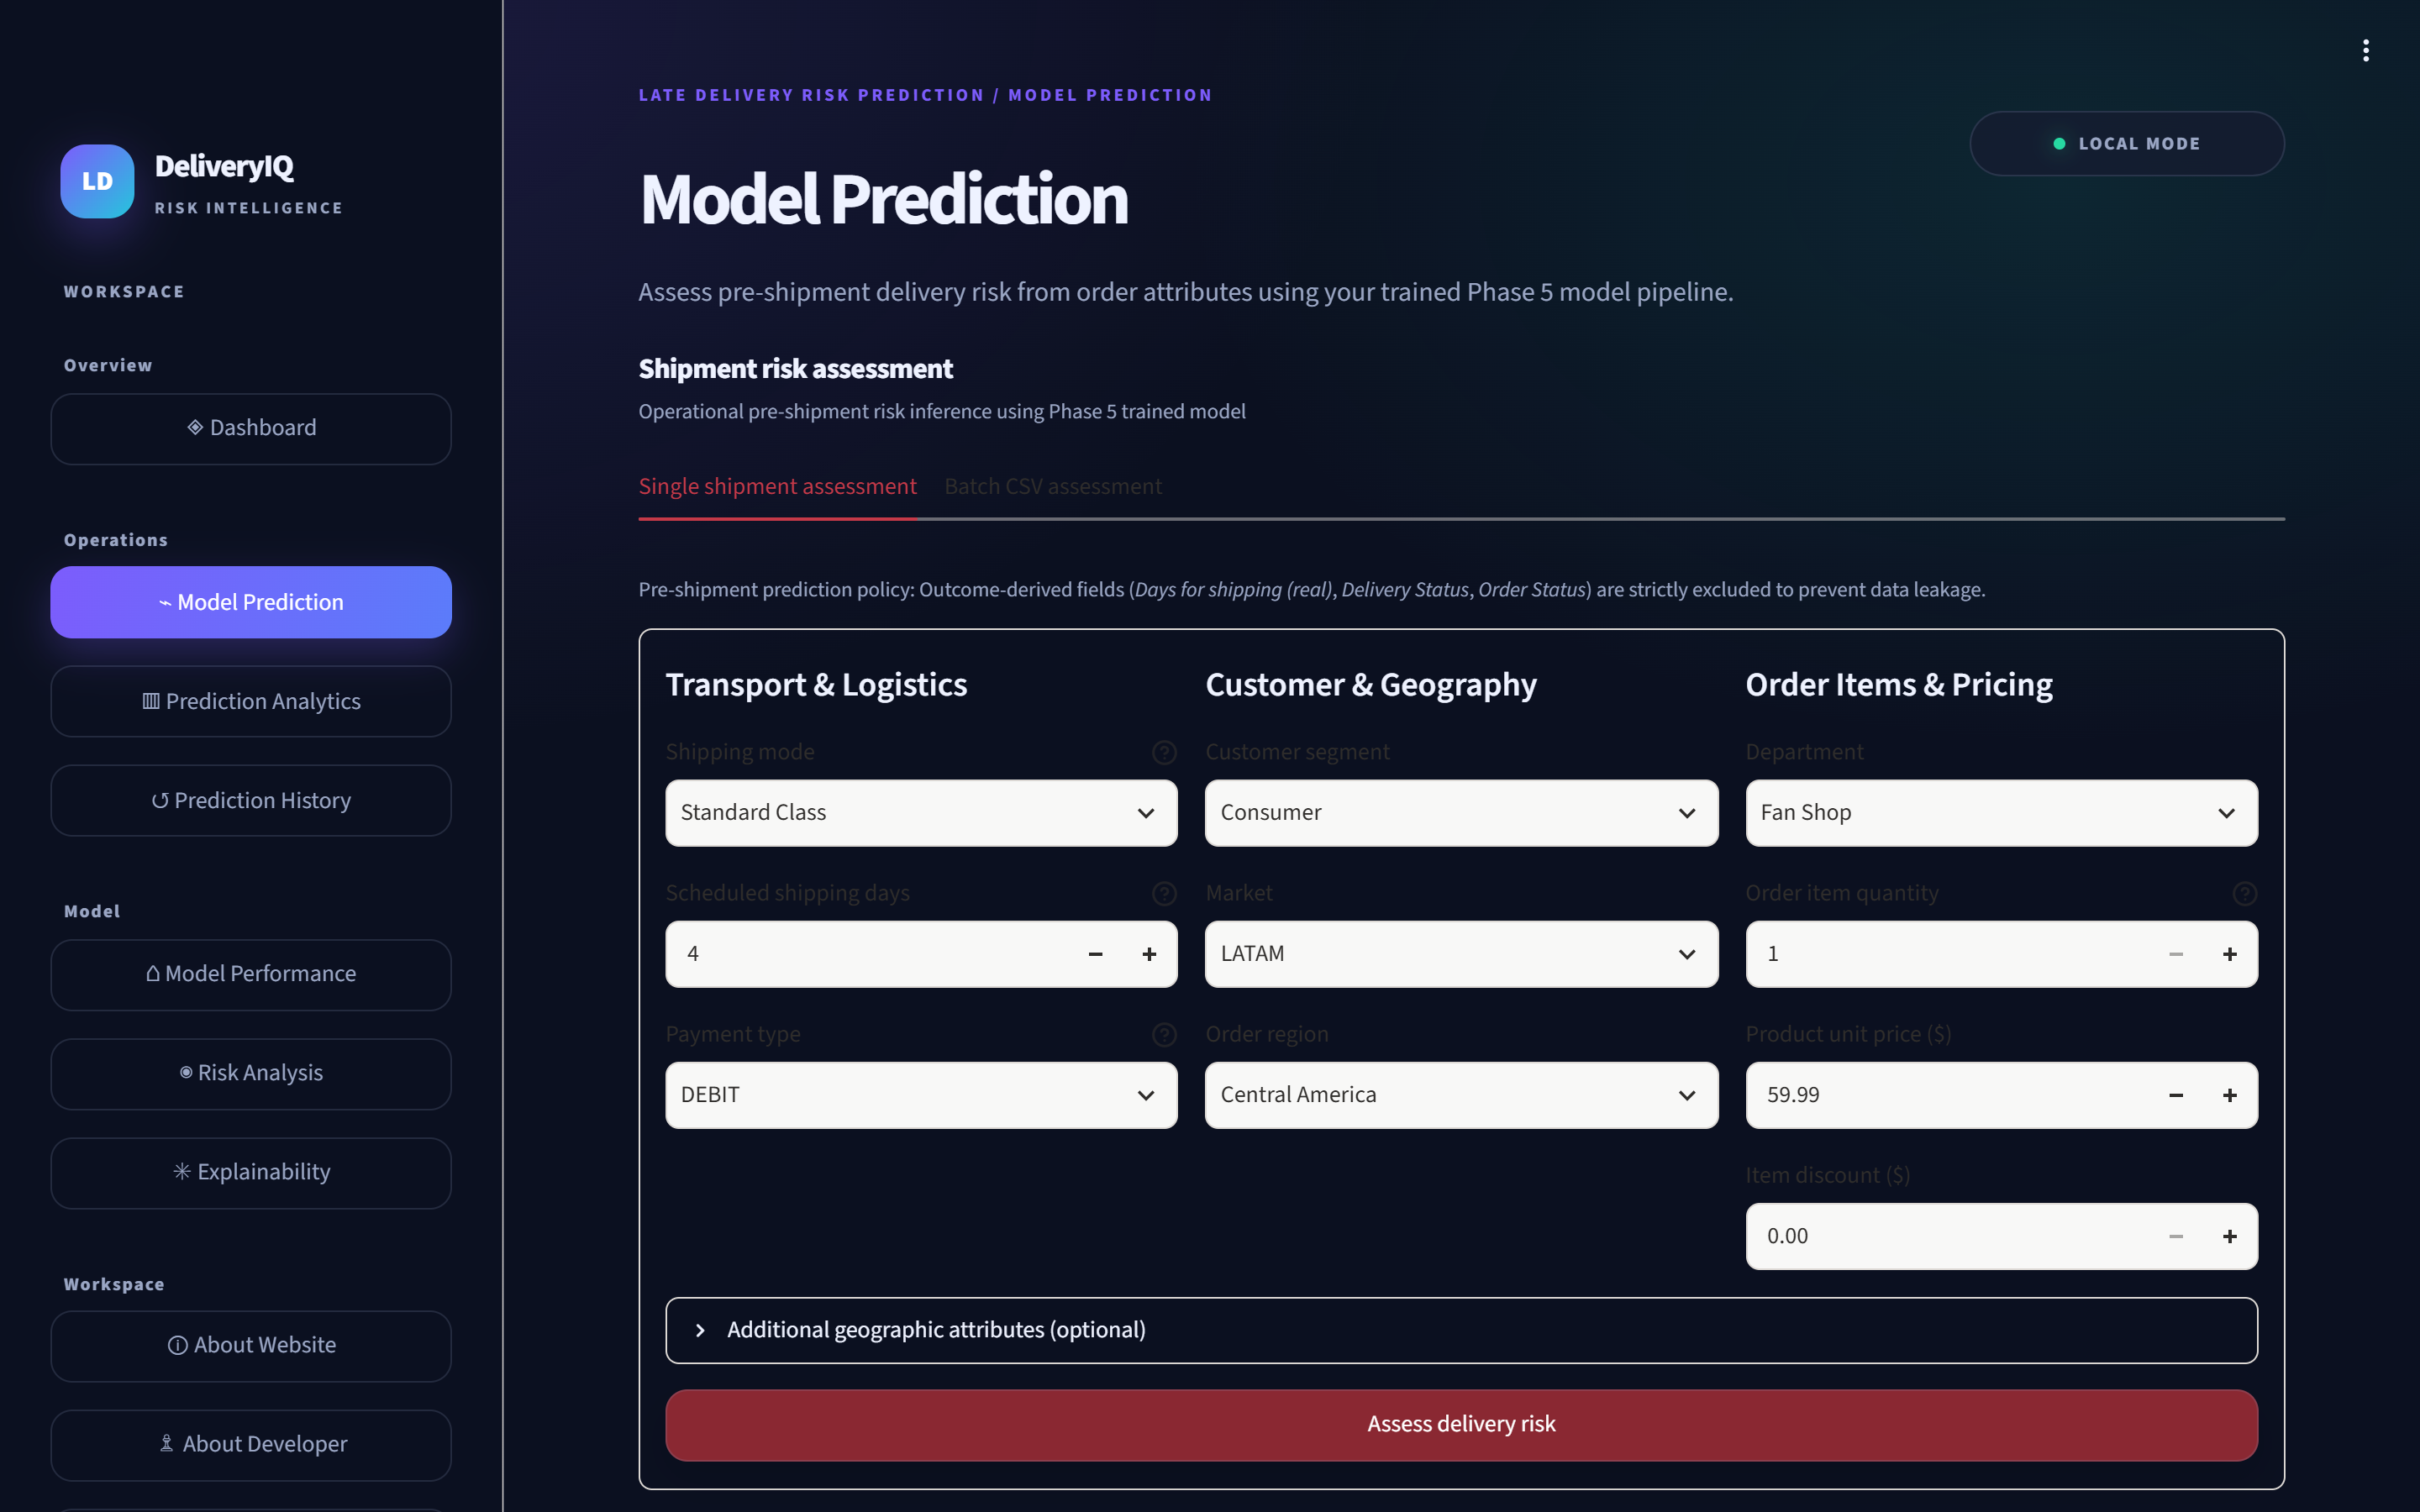 LD
DeliveryIQ
RISK INTELLIGENCE
WORKSPACE
Overview
Dashboard
Operations
Model Prediction
Prediction Analytics
Prediction History
Model
Model Performance
Risk Analysis
Explainability
Workspace
About Website
About Developer
LATE DELIVERY RISK PREDICTION / MODEL PREDICTION
LOCAL MODE
Model Prediction
Assess pre-shipment delivery risk from order attributes using your trained Phase 5 model pipeline.
Shipment risk assessment
Operational pre-shipment risk inference using Phase 5 trained model
Single shipment assessment
Batch CSV assessment
Pre-shipment prediction policy: Outcome-derived fields (Days for shipping (real), Delivery Status, Order Status) are strictly excluded to prevent data leakage.
Transport & Logistics
Shipping mode
Standard Class
Scheduled shipping days
4
Payment type
DEBIT
Customer & Geography
Customer segment
Consumer
Market
LATAM
Order region
Central America
Order Items & Pricing
Department
Fan Shop
Order item quantity
1
Product unit price ($)
59.99
Item discount ($)
0.00
Additional geographic attributes (optional)
Assess delivery risk